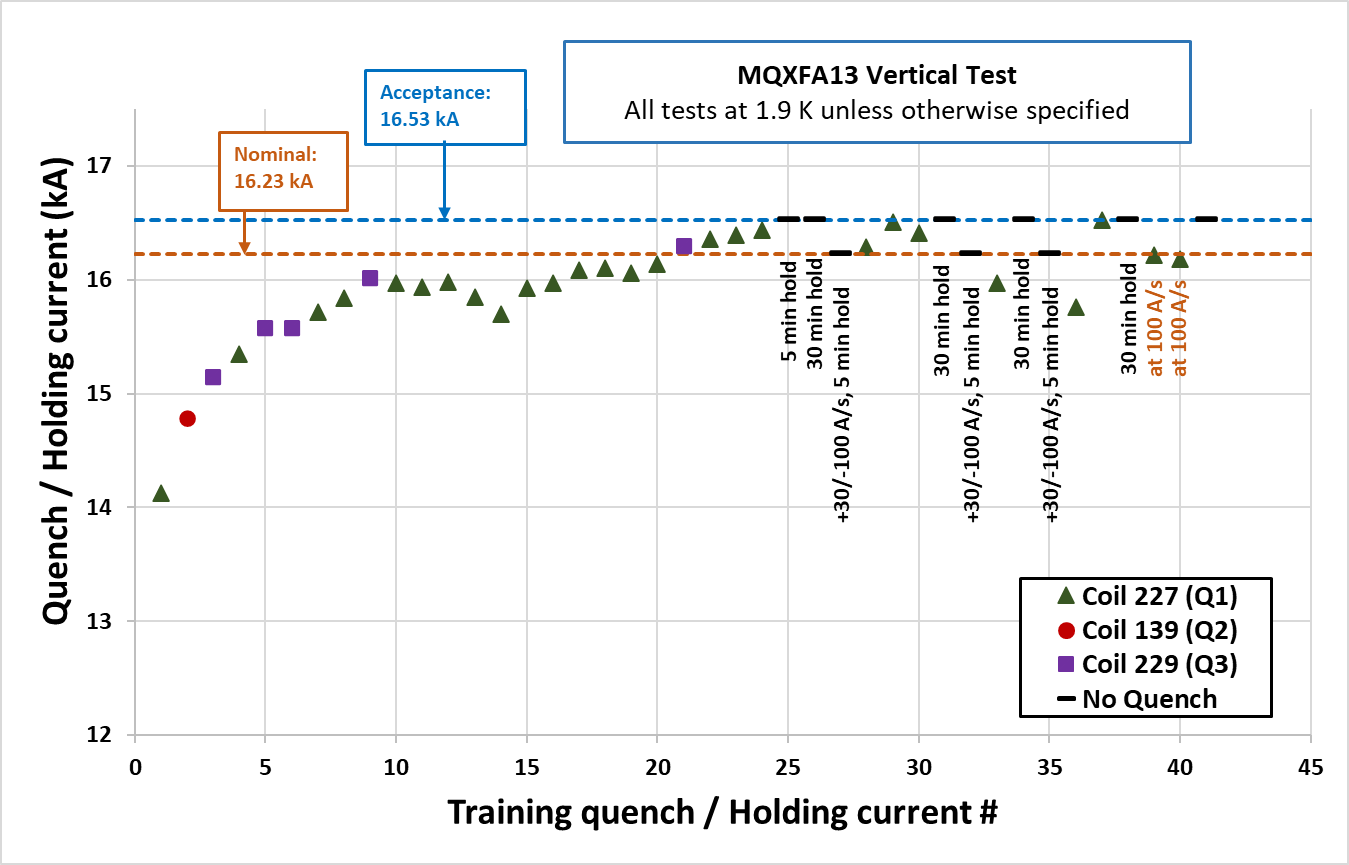 MQXFA13 Vertical Test
All tests at 1.9 K unless otherwise specified
Acceptance:
16.53 kA
Nominal:
16.23 kA
Quench / Holding current (kA)
17
16
15
14
13
12
5 min hold
30 min hold
+30/-100 A/s, 5 min hold
30 min hold
+30/-100 A/s, 5 min hold
30 min hold
+30/-100 A/s, 5 min hold
30 min hold
at 100 A/s
at 100 A/s
Coil 227 (Q1)
Coil 139 (Q2)
Coil 229 (Q3)
No Quench
0 5 10 15 20 25 30 35 40 45
Training quench / Holding current #